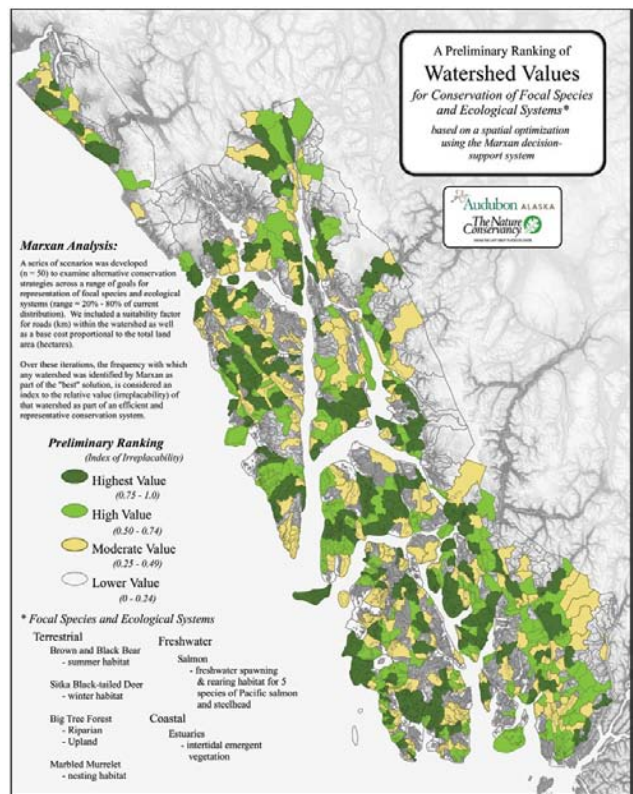 A Preliminary Ranking of
Watershed Values
for Conservation of Focal Species
and Ecological Systems*
based on a spatial optimization
using the Marxan decision-
support system
Audubon ALASKA
The Nature
Conservancy
Marxan Analysis:
A series of scenarios was developed
(n = 50) to examine alternative conservation
strategies across a range of goals for
representation of focal species and ecological
systems (range = 20% - 80% of current
distribution). We included a suitability factor
for roads (km) within the watershed as well
as a base cost proportional to the total land
area (hectares).
Over these iterations, the frequency with which
any watershed was identified by Marxan as
part of the "best" solution, is considered an
index to the relative value (irreplacability) of
that watershed as part of an efficient and
representative conservation system.
Preliminary Ranking
(Index of Irreplacability)
Highest Value
(0.75 - 1.0)
High Value
(0.50 - 0.74)
Moderate Value
(0.25 - 0.49)
Lower Value
(0 - 0.24)
* Focal Species and Ecological Systems
Terrestrial
Brown and Black Bear
- summer habitat
Sitka Black-tailed Deer
- winter habitat
Big Tree Forest
- Riparian
- Upland
Marbled Murrelet
- nesting habitat
Freshwater
Salmon
- freshwater spawning
& rearing habitat for 5
species of Pacific salmon
and steelhead
Coastal
Estuaries
- intertidal emergent
vegetation